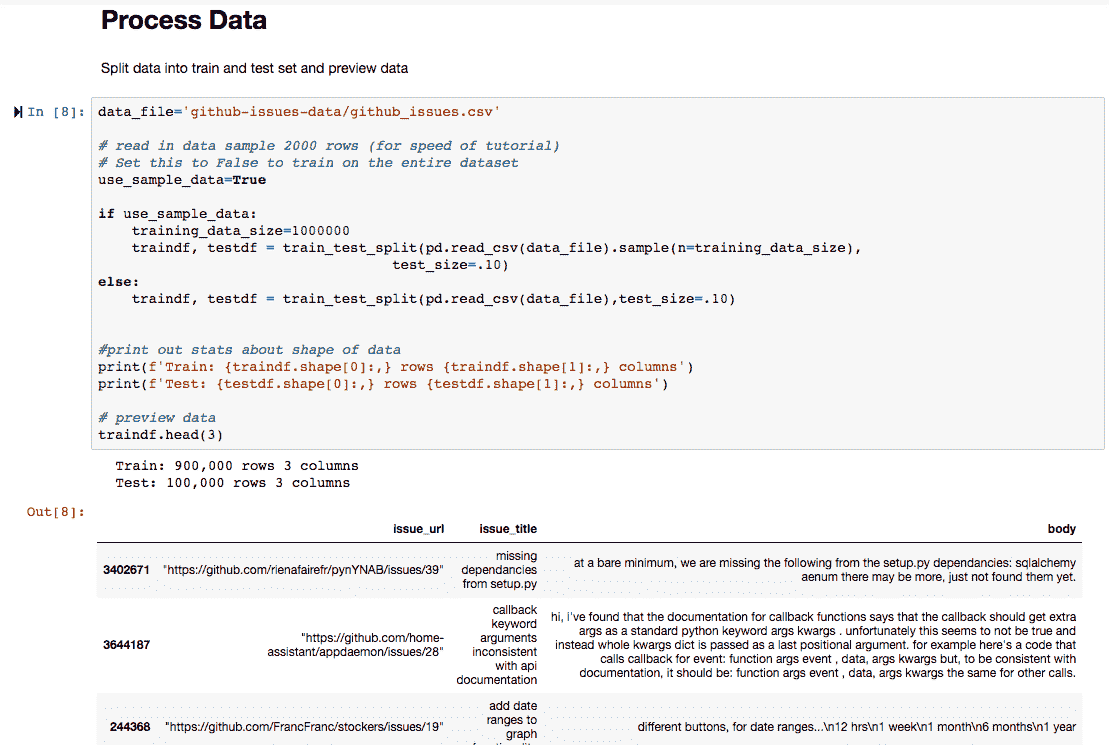 Process Data
Split data into train and test set and preview data
In [8]:
data_file='github-issues-data/github_issues.csv'
# read in data sample 2000 rows (for speed of tutorial)
# Set this to False to train on the entire dataset
use_sample_data=True
if use_sample_data:
    training_data_size=1000000
    traindf, testdf = train_test_split(pd.read_csv(data_file).sample(n=training_data_size),
                                   test_size=.10)
else:
    traindf, testdf = train_test_split(pd.read_csv(data_file),test_size=.10)
#print out stats about shape of data
print(f'Train: {traindf.shape[0]:,} rows {traindf.shape[1]:,} columns')
print(f'Test: {testdf.shape[0]:,} rows {testdf.shape[1]:,} columns')
# preview data
traindf.head(3)
Train: 900,000 rows 3 columns
Test: 100,000 rows 3 columns
Out[8]:
issue_url issue_title body
3402671 "https://github.com/rienafairefr/pynYNAB/issues/39"
missing
dependancies
from setup.py
at a bare minimum, we are missing the following from the setup.py dependancies: sqlalchemy
aenum there may be more, just not found them yet.
3644187
"https://github.com/home-
assistant/appdaemon/issues/28"
callback
keyword
arguments
inconsistent
with api
documentation
hi, i've found that the documentation for callback functions says that the callback should get extra
args as a standard python keyword args kwargs . unfortunately this seems to not be true and
instead whole kwargs dict is passed as a last positional argument. for example here's a code that
calls callback for event: function args event , data, args kwargs but, to be consistent with
documentation, it should be: function args event , data, args kwargs the same for other calls.
244368 "https://github.com/FrancFranc/stockers/issues/19"
add date
ranges to
graph
different buttons, for date ranges...\n12 hrs\n1 week\n1 month\n6 months\n1 year